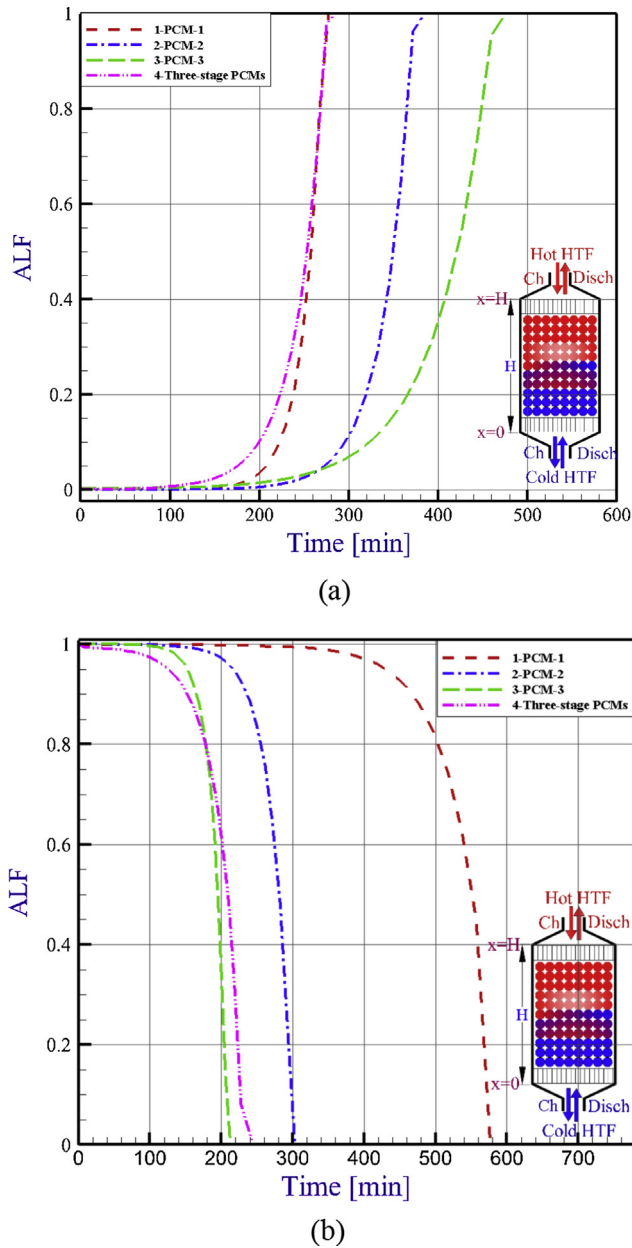 1
1-PCM-1
2-PCM-2
3-PCM-3
4-Three-stage PCMs
0.8
0.6
ALF
0.4
0.2
0
0 100 200 300 400 500 600
Time [min]
Hot HTF
Ch Disch
x=H
H
x=0
Ch Disch
Cold HTF
(a)
1
1-PCM-1
2-PCM-2
3-PCM-3
4-Three-stage PCMs
0.8
0.6
ALF
0.4
0.2
0
0 100 200 300 400 500 600 700
Time [min]
Hot HTF
Ch Disch
x=H
H
x=0
Ch Disch
Cold HTF
(b)